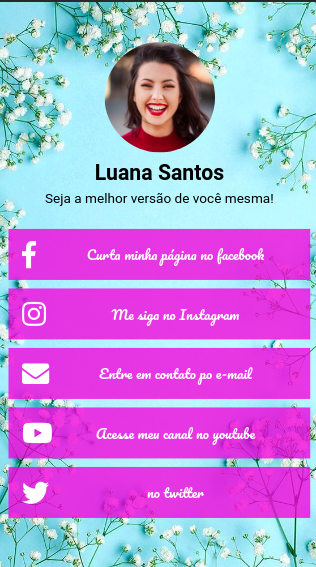 Luana Santos
Seja a melhor versão de você mesma!
Curta minha página no facebook
Me siga no Instagram
Entre em contato po e-mail
Acesse meu canal no youtube
no twitter